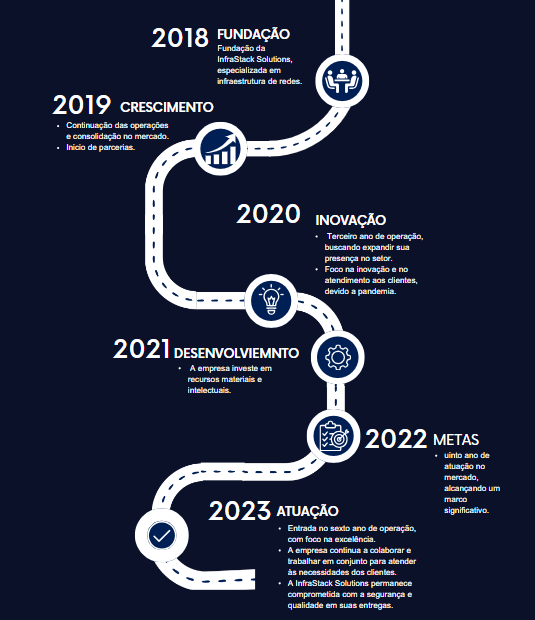 2018 FUNDAÇÃO
Fundação da
InfraStack Solutions,
especializada em
infraestrutura de redes.
2019 CRESCIMENTO
• Continuação das operações
e consolidação no mercado.
• Inicio de parcerias.
2020 INOVAÇÃO
• Terceiro ano de operação,
buscando expandir sua
presença no setor.
• Foco na inovação e no
atendimento aos clientes,
devido a pandemia.
2021 DESENVOLVIEMNTO
• A empresa investe em
recursos materiais e
intelectuais.
2022 METAS
• uinto ano de
atuação no
mercado,
alcançando um
marco
significativo.
2023 ATUAÇÃO
• Entrada no sexto ano de operação,
com foco na excelência.
• A empresa continua a colaborar e
trabalhar em conjunto para atender
às necessidades dos clientes.
• A InfraStack Solutions permanece
comprometida com a segurança e
qualidade em suas entregas.